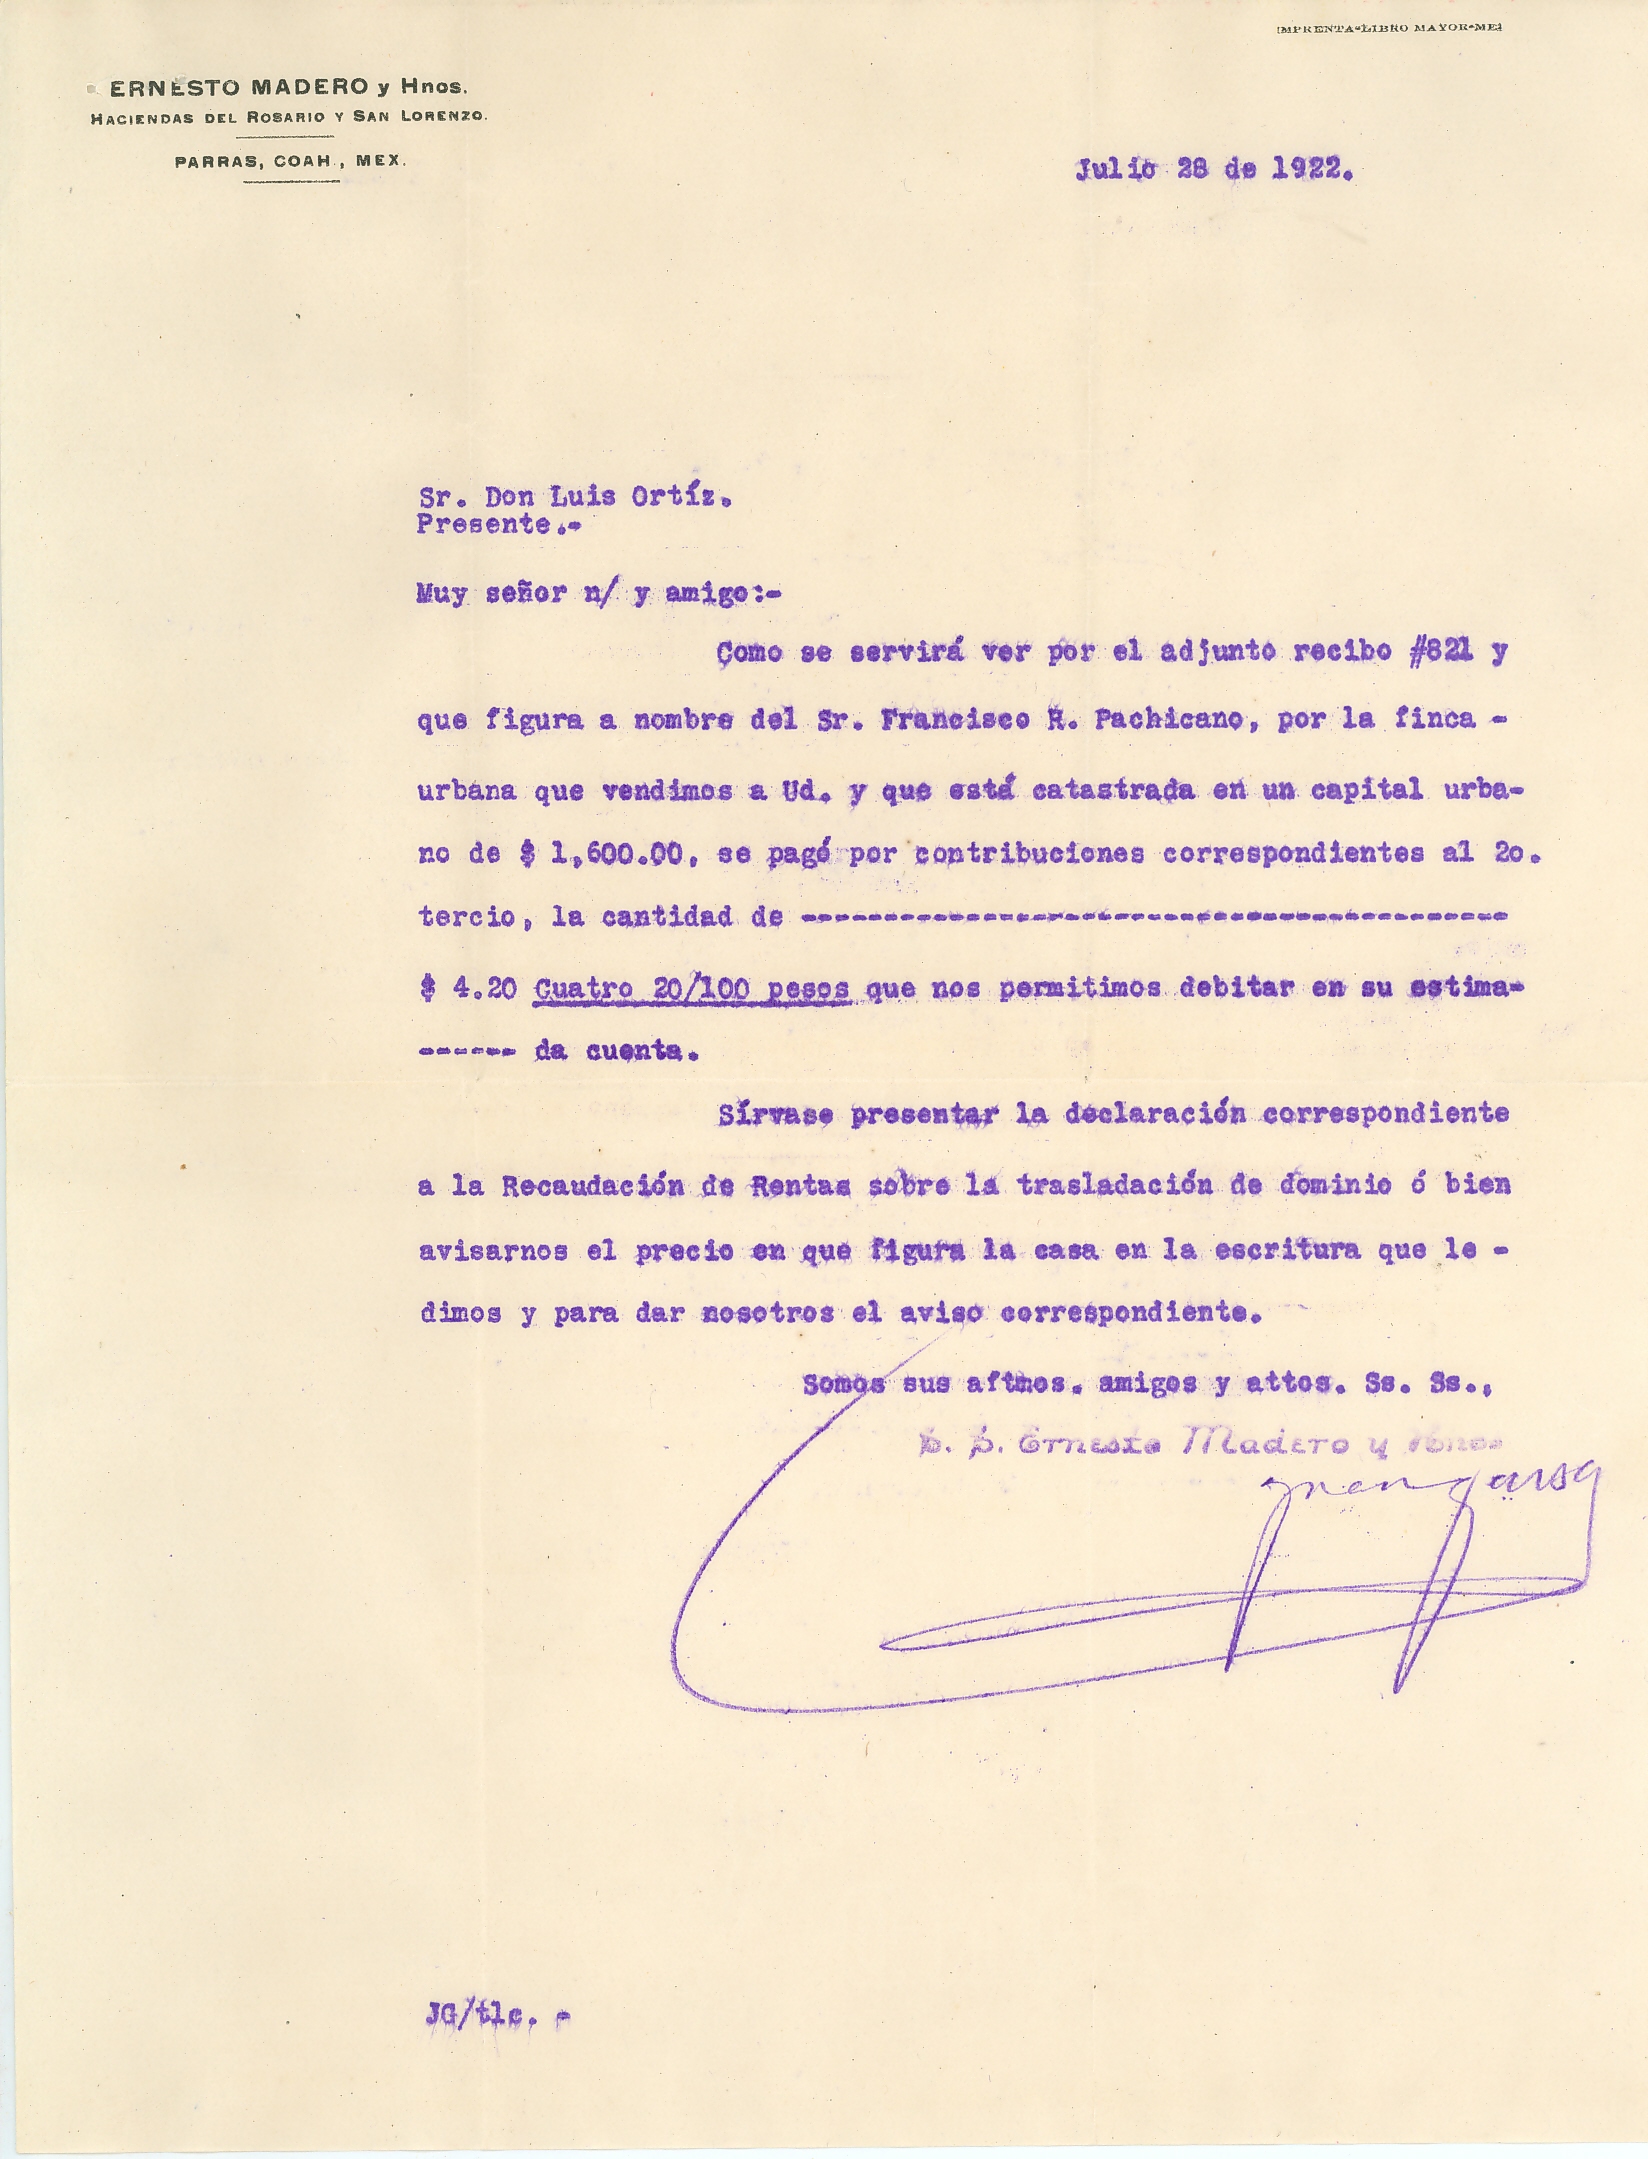 IMPRENTA-LIBRO MAYOR-MEX
ERNESTO MADERO y Hnos.
HACIENDAS DEL ROSARIO Y SAN LORENZO.
PARRAS, COAH., MEX.
Julio 28 de 1922.
Sr. Don Luis Ortíz.
Presente.-
Muy señor n/ y amigo:-
Como se servirá ver por el adjunto recibo #821 y
que figura a nombre del Sr. Francisco R. Pachicano, por la finca -
urbana que vendimos a Ud. y que está catastrada en un capital urba-
no de $ 1,600.00, se pagó por contribuciones correspondientes al 2o.
tercio, la cantidad de -------------------------------------------
$ 4.20 Cuatro 20/100 pesos que nos permitimos debitar en su estima-
------ da cuenta.
Sírvase presentar la declaración correspondiente
a la Recaudación de Rentas sobre la trasladación de dominio ó bien
avisarnos el precio en que figura la casa en la escritura que le -
dimos y para dar nosotros el aviso correspondiente.
Somos sus aftmos. amigos y attos. Ss. Ss.,
Ernesto Madero y Hnos
Juan Garza
JG/tlc. -